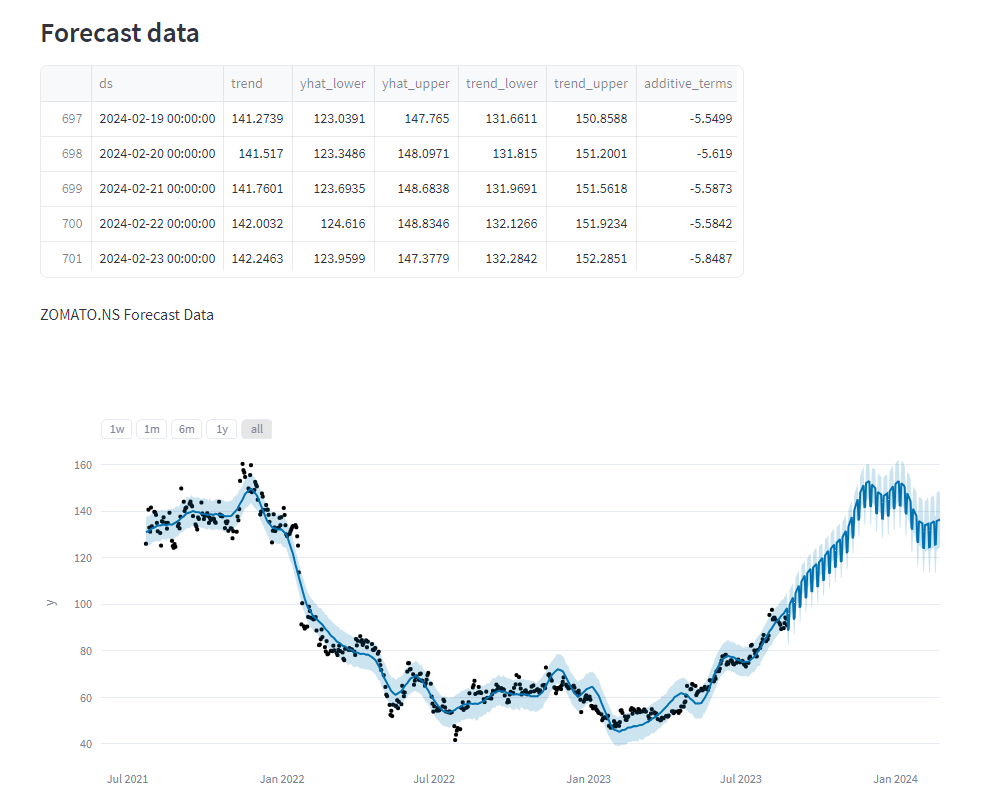 Forecast data
ds trend yhat_lower yhat_upper trend_lower trend_upper additive_terms
697 2024-02-19 00:00:00 141.2739 123.0391 147.765 131.6611 150.8588 -5.5499
698 2024-02-20 00:00:00 141.517 123.3486 148.0971 131.815 151.2001 -5.619
699 2024-02-21 00:00:00 141.7601 123.6935 148.6838 131.9691 151.5618 -5.5873
700 2024-02-22 00:00:00 142.0032 124.616 148.8346 132.1266 151.9234 -5.5842
701 2024-02-23 00:00:00 142.2463 123.9599 147.3779 132.2842 152.2851 -5.8487
ZOMATO.NS Forecast Data
1w 1m 6m 1y all
160
140
120
100
80
60
40
y
Jul 2021 Jan 2022 Jul 2022 Jan 2023 Jul 2023 Jan 2024